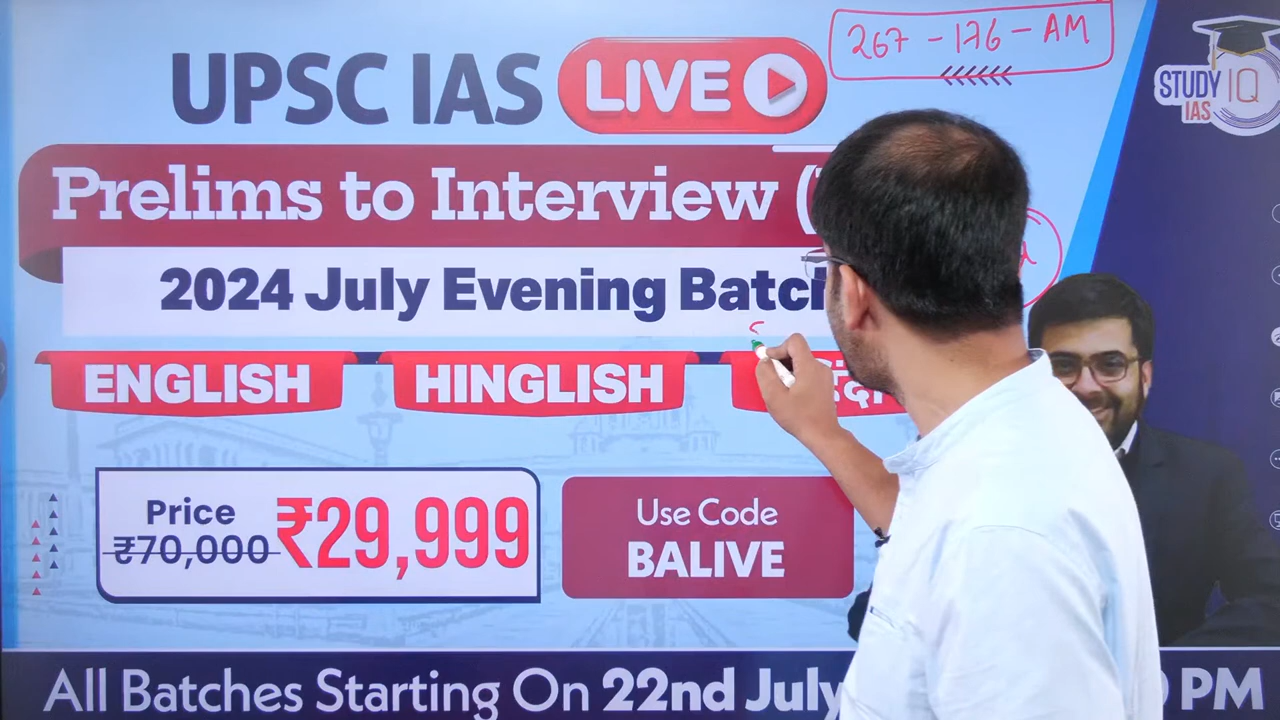 267 - 176 - AM
UPSC IAS LIVE
STUDY IQ
IAS
Prelims to Interview (
2024 July Evening Batch
ENGLISH
HINGLISH
Price
₹70,000
₹29,999
Use Code
BALIVE
All Batches Starting On 22nd July
PM